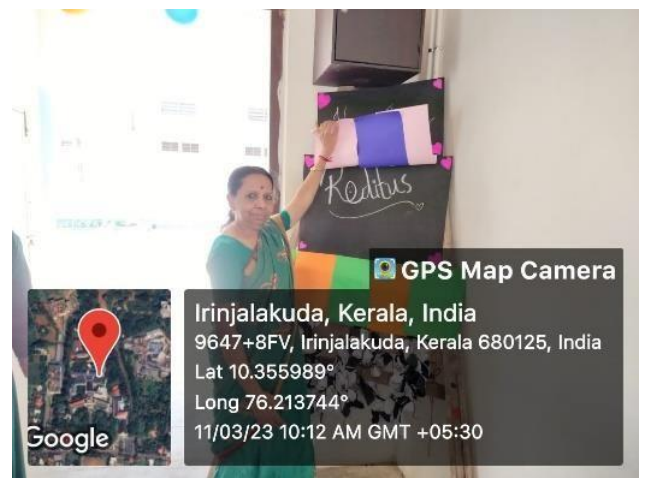 Reditus
GPS Map Camera
Irinjalakuda, Kerala, India
9647+8FV, Irinjalakuda, Kerala 680125, India
Lat 10.355989°
Long 76.213744°
11/03/23 10:12 AM GMT +05:30
Google